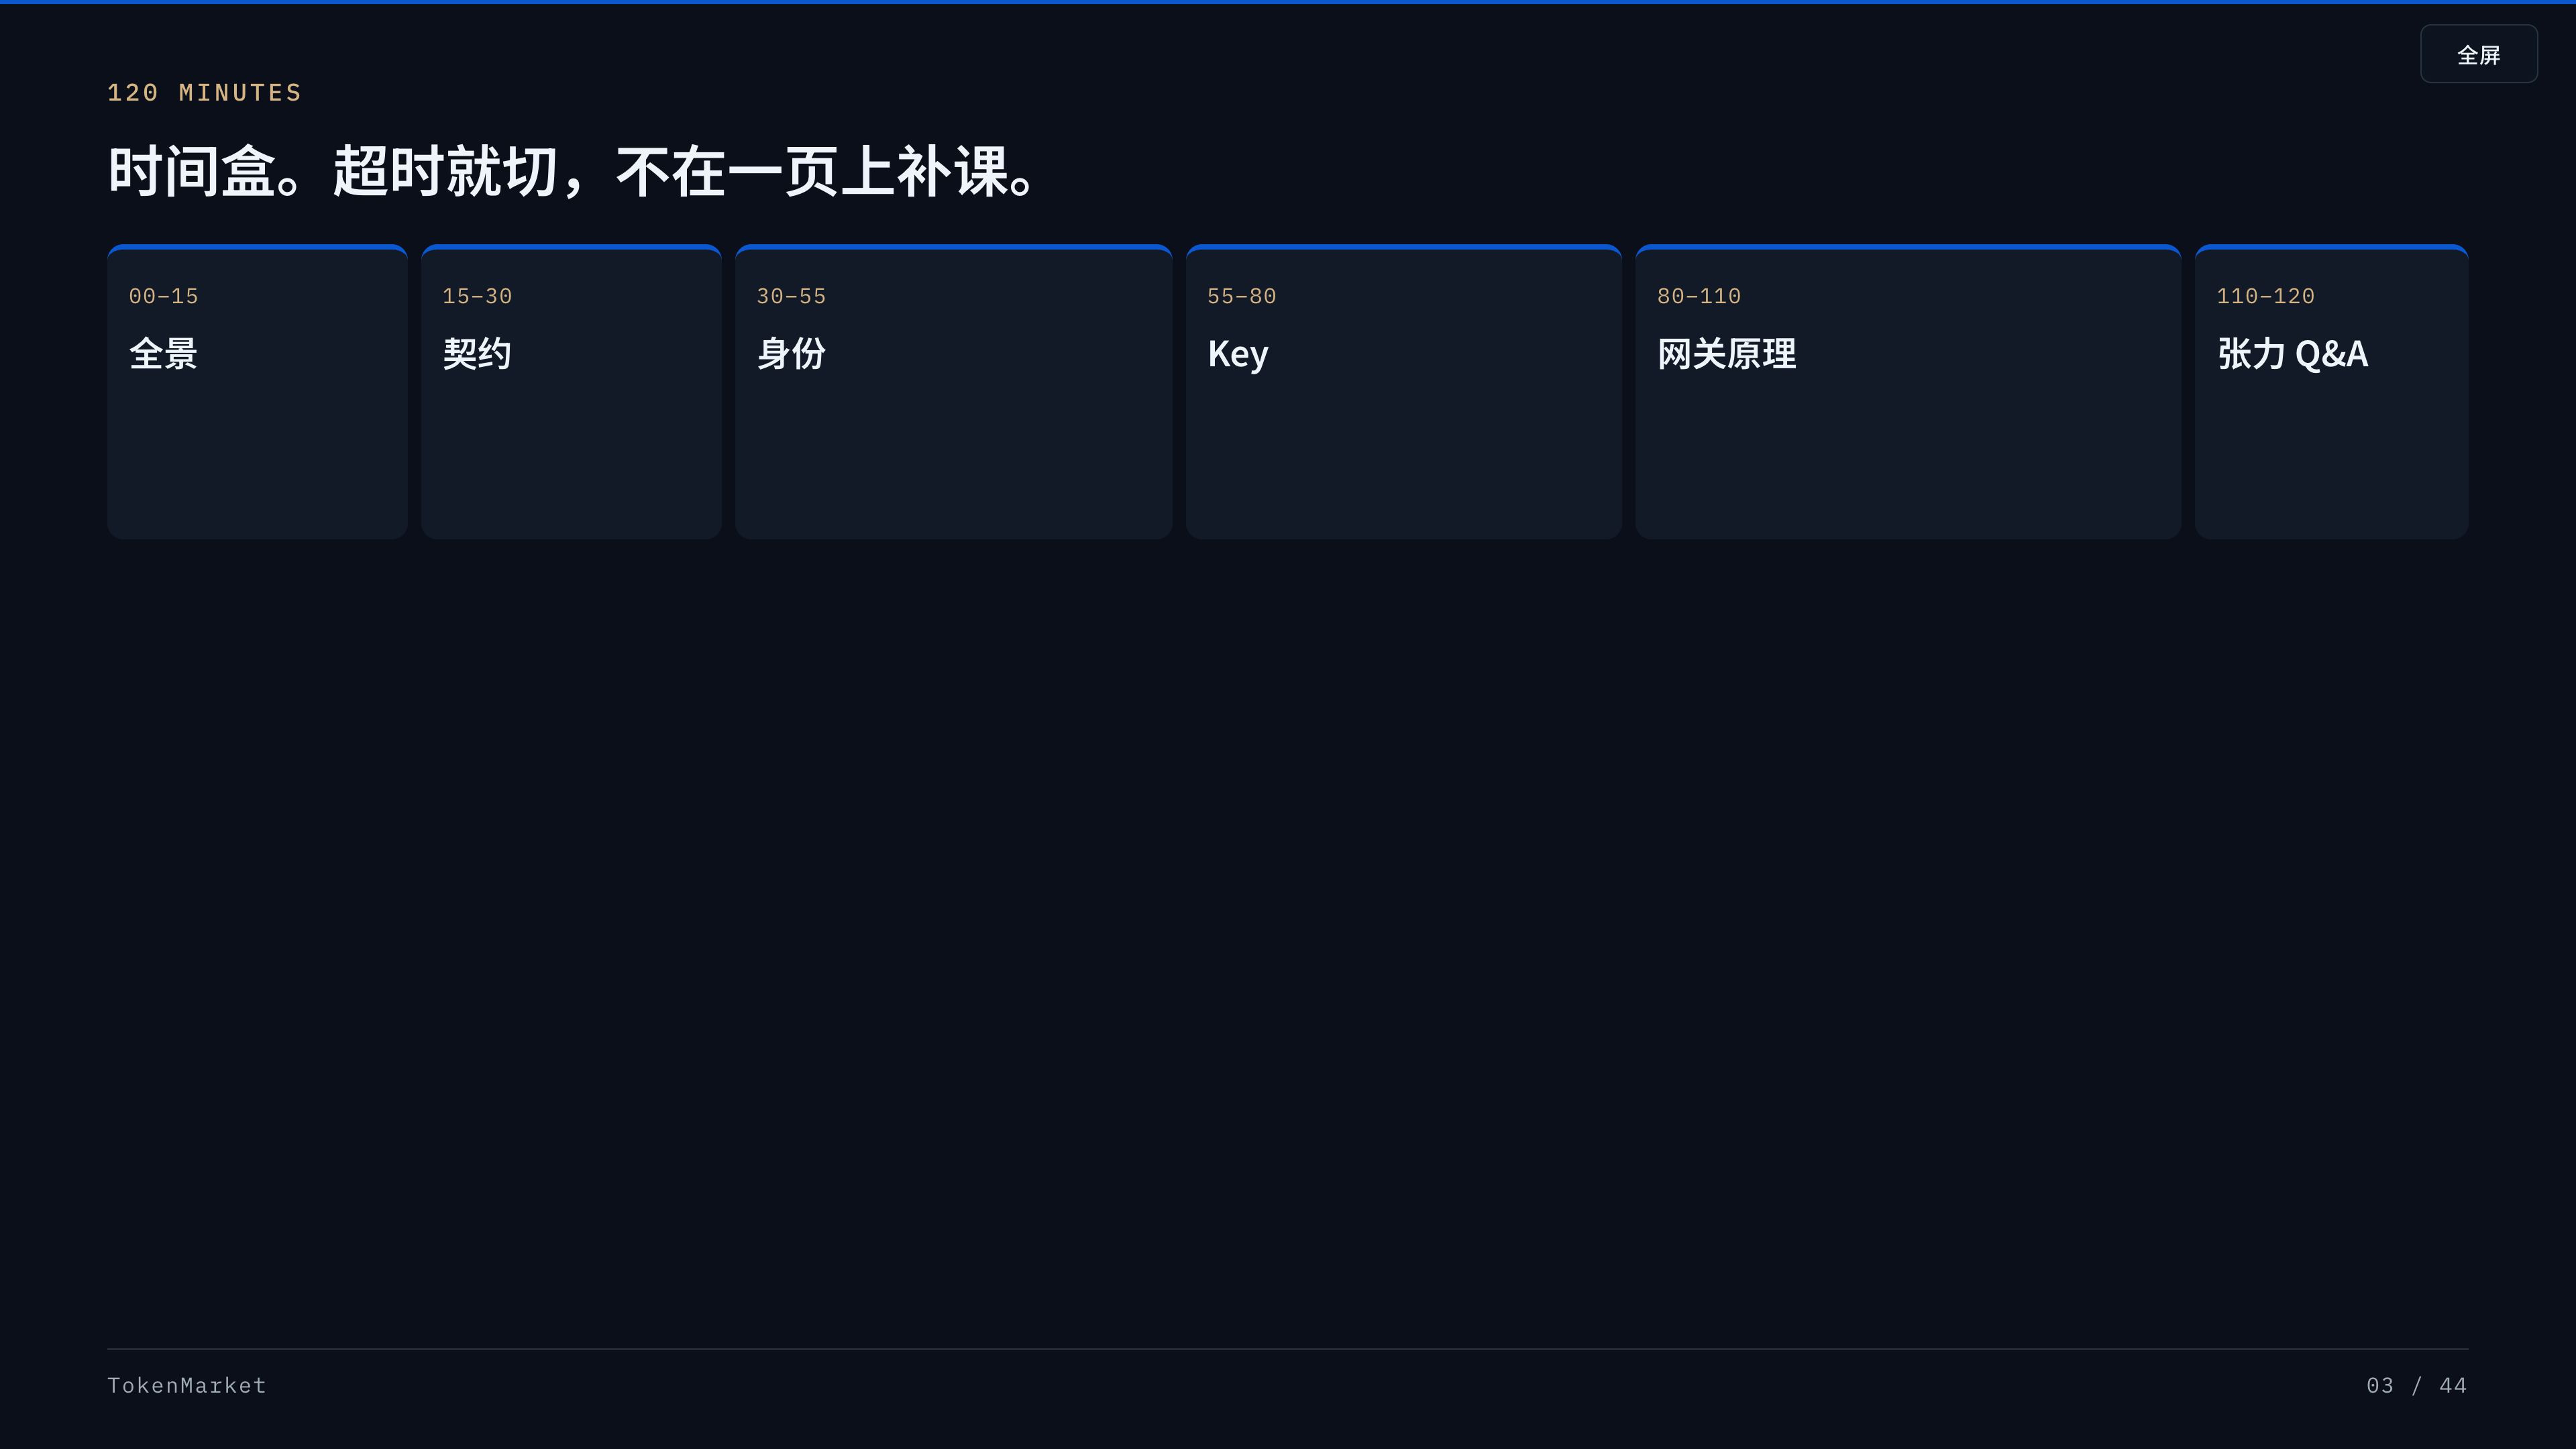 全屏
120 MINUTES
时间盒。超时就切，不在一页上补课。
00–15
全景
15–30
契约
30–55
身份
55–80
Key
80–110
网关原理
110–120
张力 Q&A
TokenMarket
03 / 44